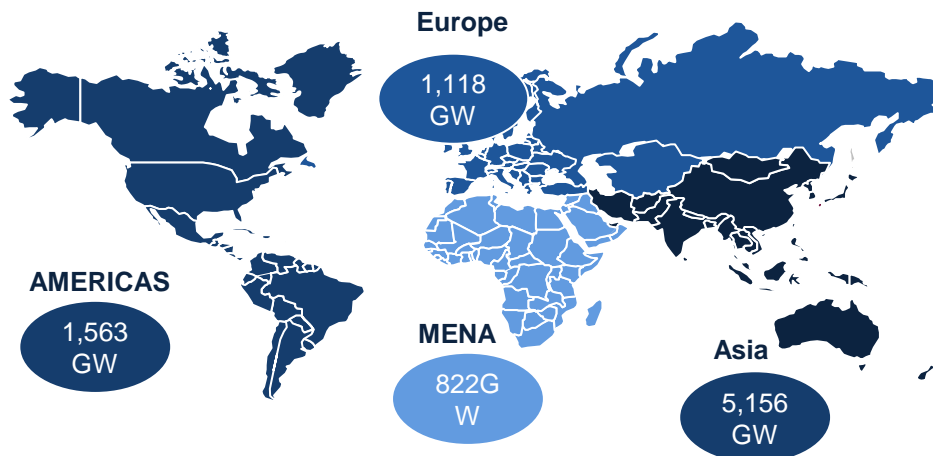 Europe
1,118
GW
AMERICAS
1,563
GW
MENA
822G
W
Asia
5,156
GW